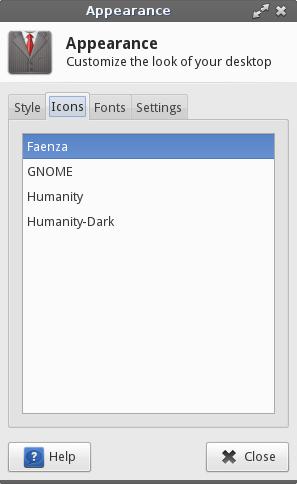 Appearance
Appearance
Customize the look of your desktop
Style Icons Fonts Settings
Faenza
GNOME
Humanity
Humanity-Dark
? Help Close